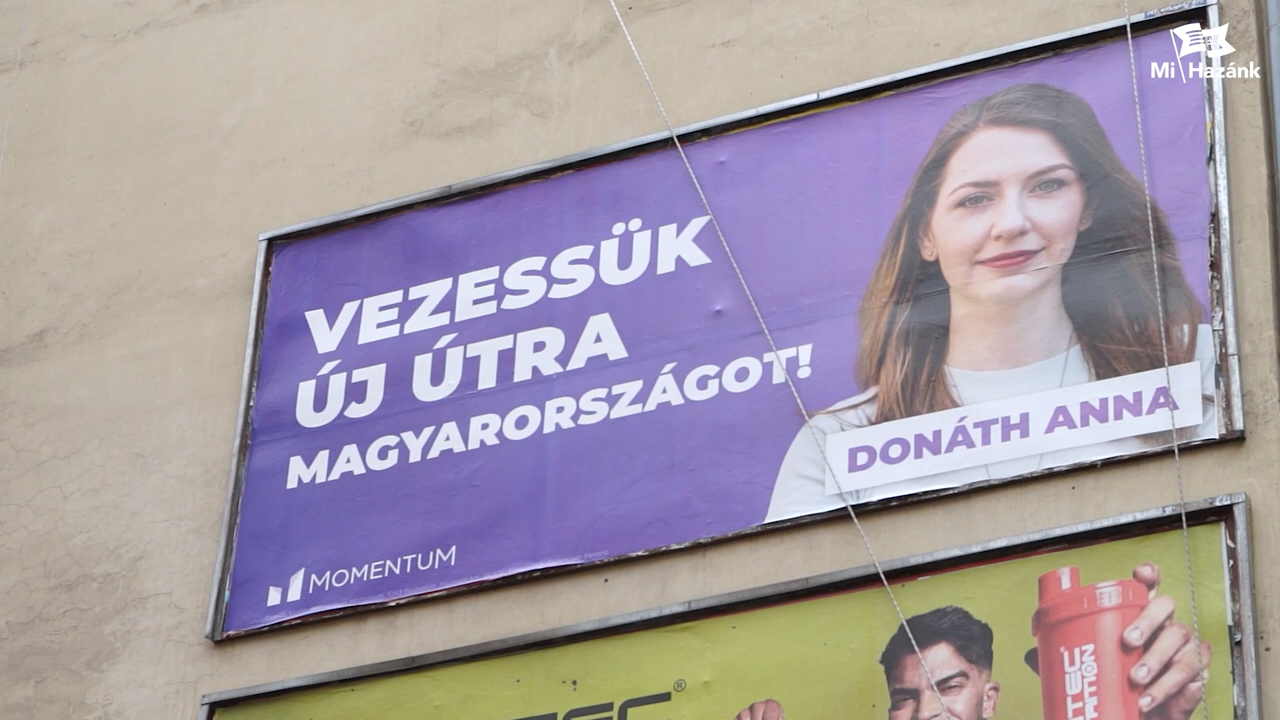 Mi Hazánk
VEZESSÜK
ÚJ ÚTRA
MAGYARORSZÁGOT!
DONÁTH ANNA
MOMENTUM